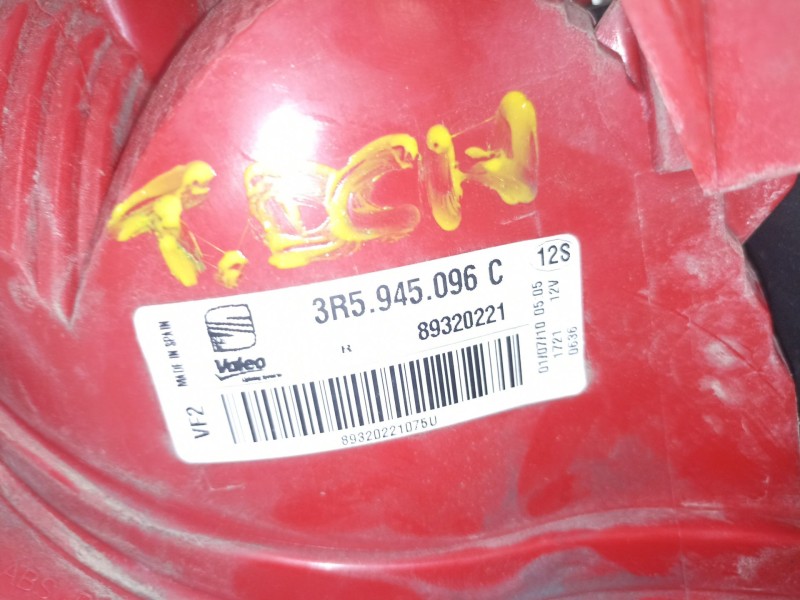 T.ICH
MADE IN SPAIN
3R5.945.096 C
12S
Valeo
R
89320221
VF2
89320221075U
01/07/10 05 05
1721 12V
0636